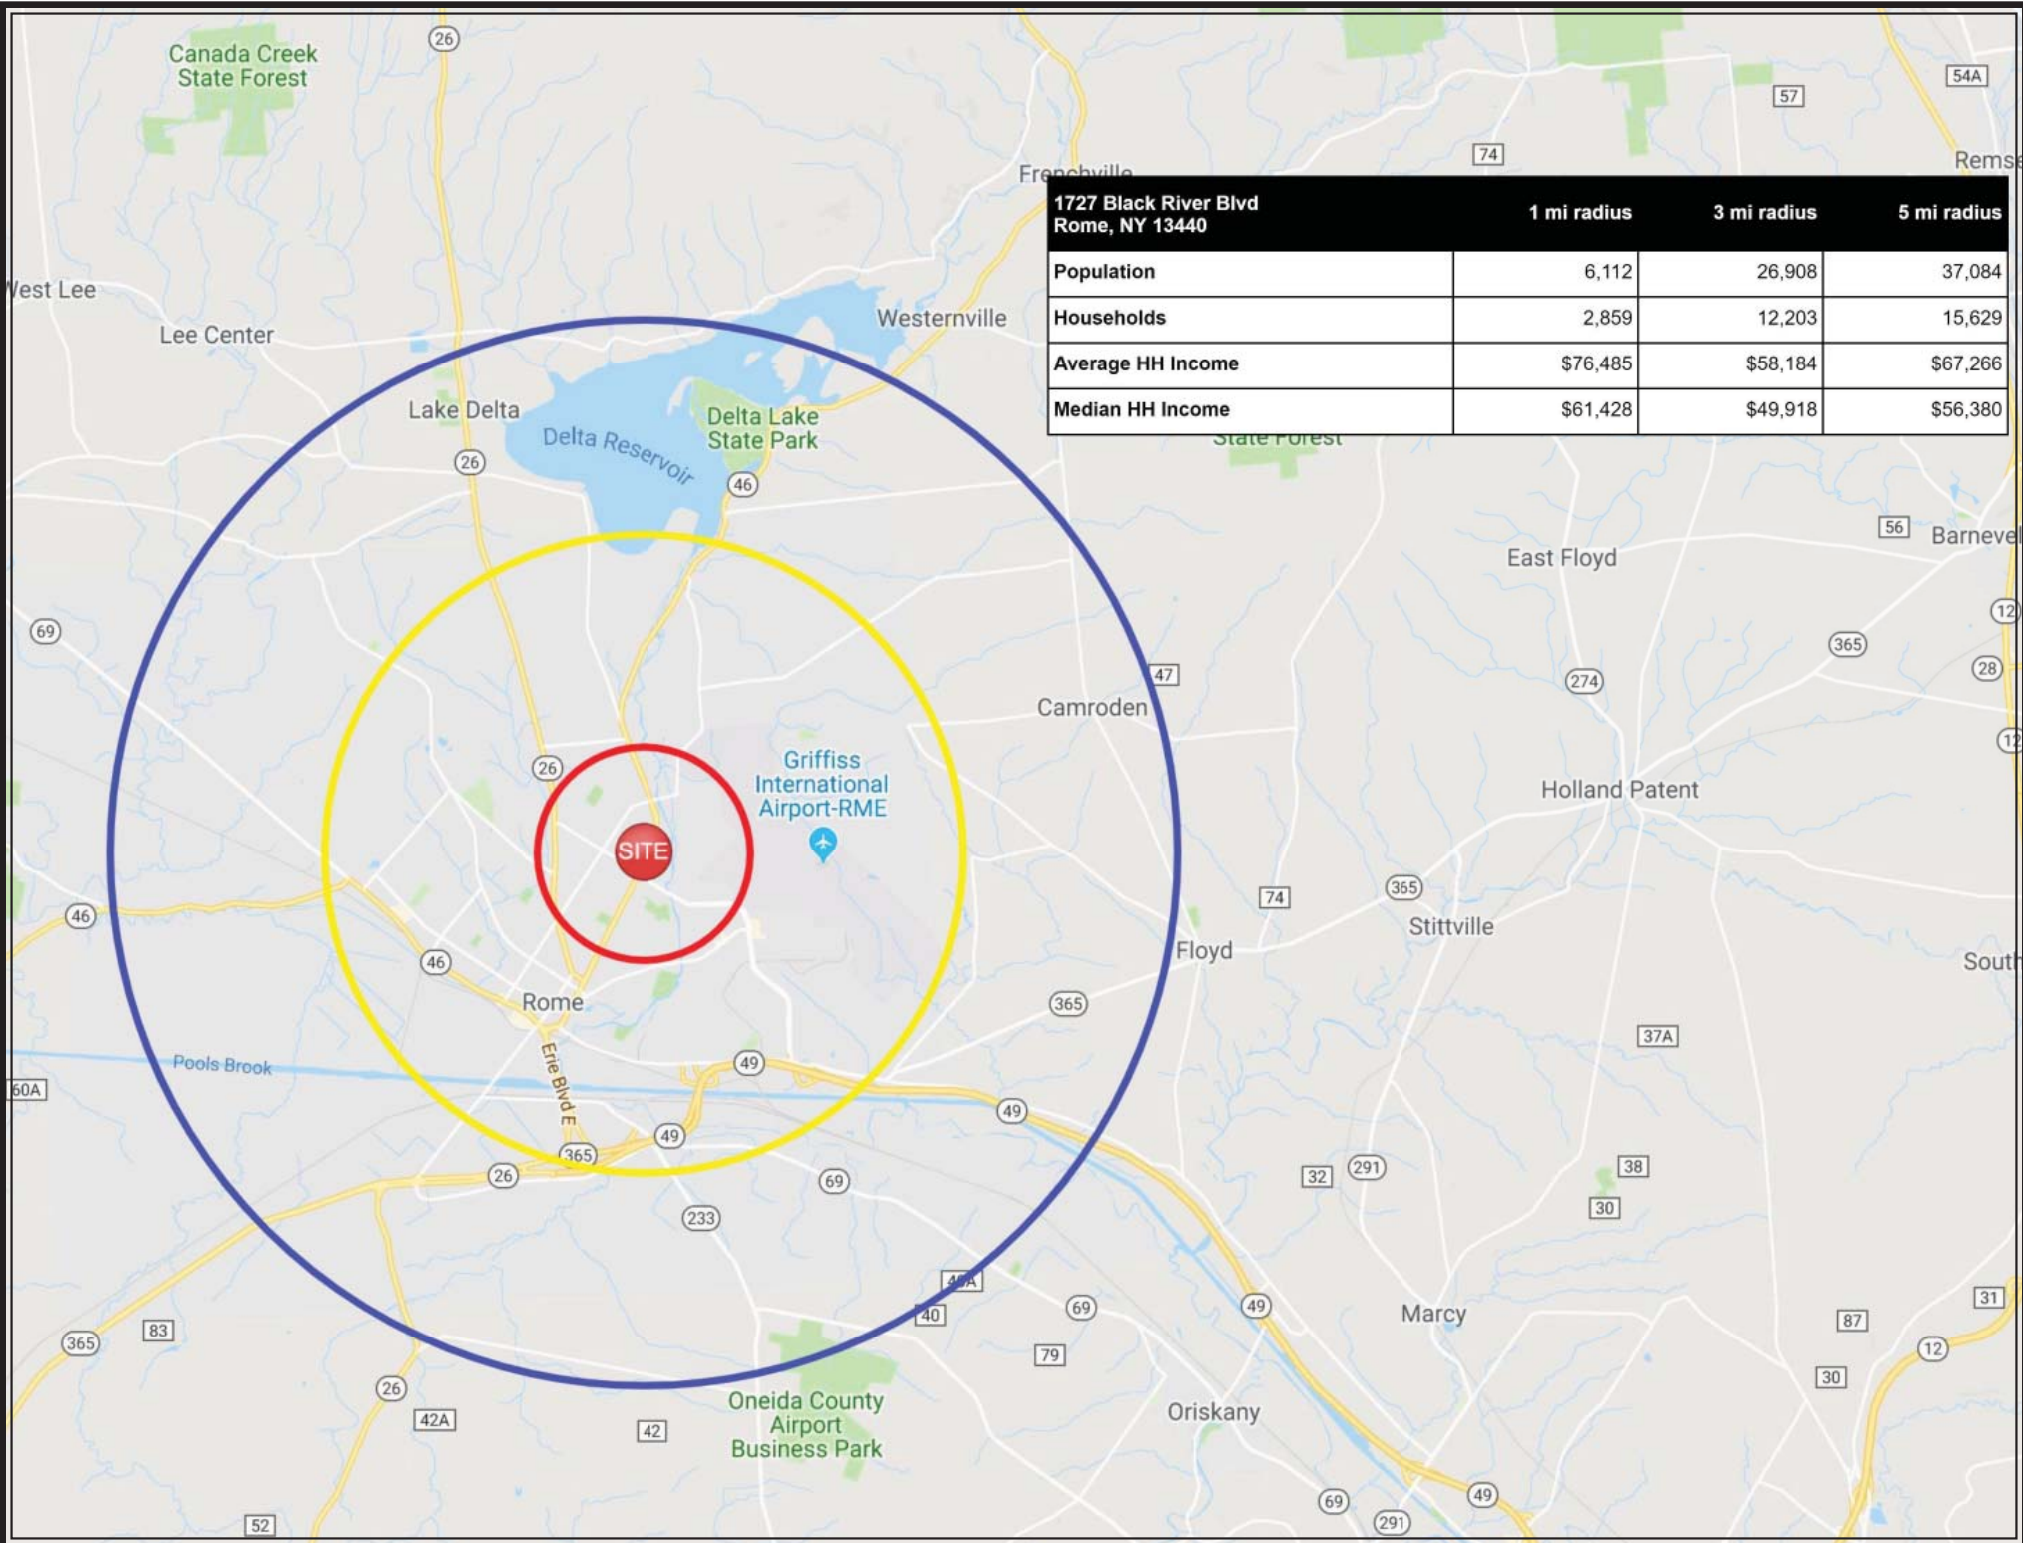 Canada Creek
State Forest
26
54A
57
74
Frenchville
1727 Black River Blvd
Rome, NY 13440
1 mi radius 3 mi radius 5 mi radius
Population 6,112 26,908 37,084
Households 2,859 12,203 15,629
Average HH Income $76,485 $58,184 $67,266
Median HH Income $61,428 $49,918 $56,380
West Lee
Lee Center
Westernville
Lake Delta
Delta Reservoir
Delta Lake
State Park
State Forest
26
46
56
East Floyd
12
69
365
28
47
274
Camroden
12
Griffiss
International
Airport-RME
26
Holland Patent
SITE
365
74
46
Stittville
Floyd
46
South
Rome
365
37A
Pools Brook
Erie Blvd E
49
60A
49
49
365
26
69
32
291
38
30
233
40
69
49
Marcy
31
87
365
83
79
12
30
26
42A
42
Oneida County
Airport
Business Park
Oriskany
49
69
291
52